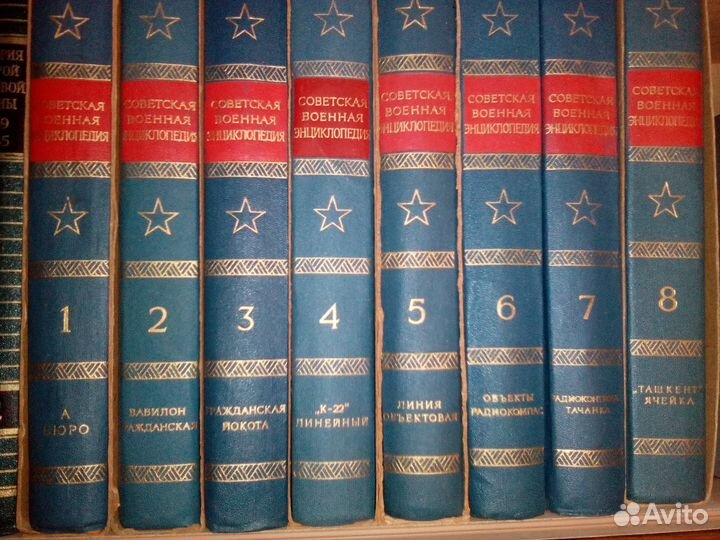 СОВЕТСКАЯ
ВОЕННАЯ
ЭНЦИКЛОПЕДИЯ
1
А
БЮРО
СОВЕТСКАЯ
ВОЕННАЯ
ЭНЦИКЛОПЕДИЯ
2
ВАВИЛОН
ГРАЖДАНСКАЯ
СОВЕТСКАЯ
ВОЕННАЯ
ЭНЦИКЛОПЕДИЯ
3
ГРАЖДАНСКАЯ
ЙОКОТА
СОВЕТСКАЯ
ВОЕННАЯ
ЭНЦИКЛОПЕДИЯ
4
„К-22"
ЛИНЕЙНЫЙ
СОВЕТСКАЯ
ВОЕННАЯ
ЭНЦИКЛОПЕДИЯ
5
ЛИНИЯ
ОБЪЕКТОВАЯ
СОВЕТСКАЯ
ВОЕННАЯ
ЭНЦИКЛОПЕДИЯ
6
ОБЪЕКТЫ
РАДИОКОМПАС
СОВЕТСКАЯ
ВОЕННАЯ
ЭНЦИКЛОПЕДИЯ
7
ТАЧАНКА
СОВЕТСКАЯ
ВОЕННАЯ
ЭНЦИКЛОПЕДИЯ
8
„ТАШКЕНТ"
ЯЧЕЙКА
Avito